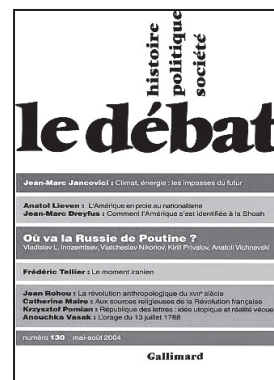 histoire
politique
société
le débat
Jean-Marc Jancovici : Climat, énergie : les impasses du futur
Anatol Lieven : L'Amérique en proie au nationalisme
Jean-Marc Dreyfus : Comment l'Amérique s'est identifiée à la Shoah
Où va la Russie de Poutine ?
Vladislav L. Inozemtsev, Viatcheslav Nikonov, Kirill Privalov, Anatoli Vichnevski
Frédéric Tellier : Le moment iranien
Jean Rohou : La révolution anthropologique du XVIIe siècle
Catherine Maire : Aux sources religieuses de la Révolution française
Krzysztof Pomian : République des lettres : idée utopique et réalité vécue
Anouchka Vasak : L'orage du 13 juillet 1788
numéro 130 mai-août 2004
Gallimard